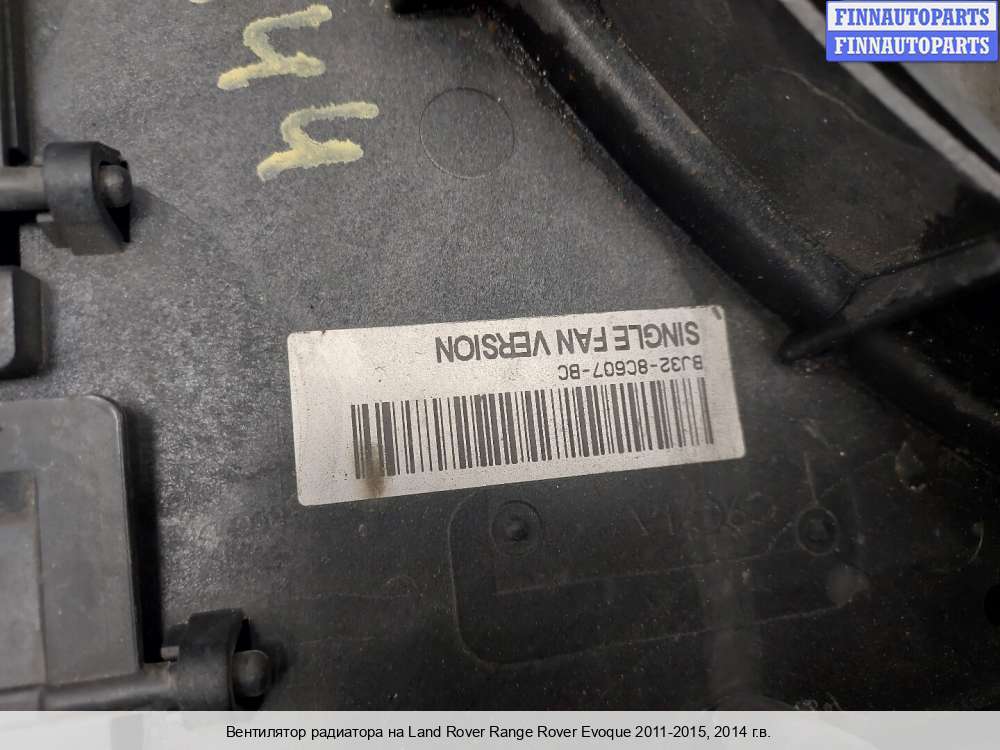 FINNAUTOPARTS
FINNAUTOPARTS
SINGLE FAN VERSION
BJ32-8C607-BC
Вентилятор радиатора на Land Rover Range Rover Evoque 2011-2015, 2014 г.в.